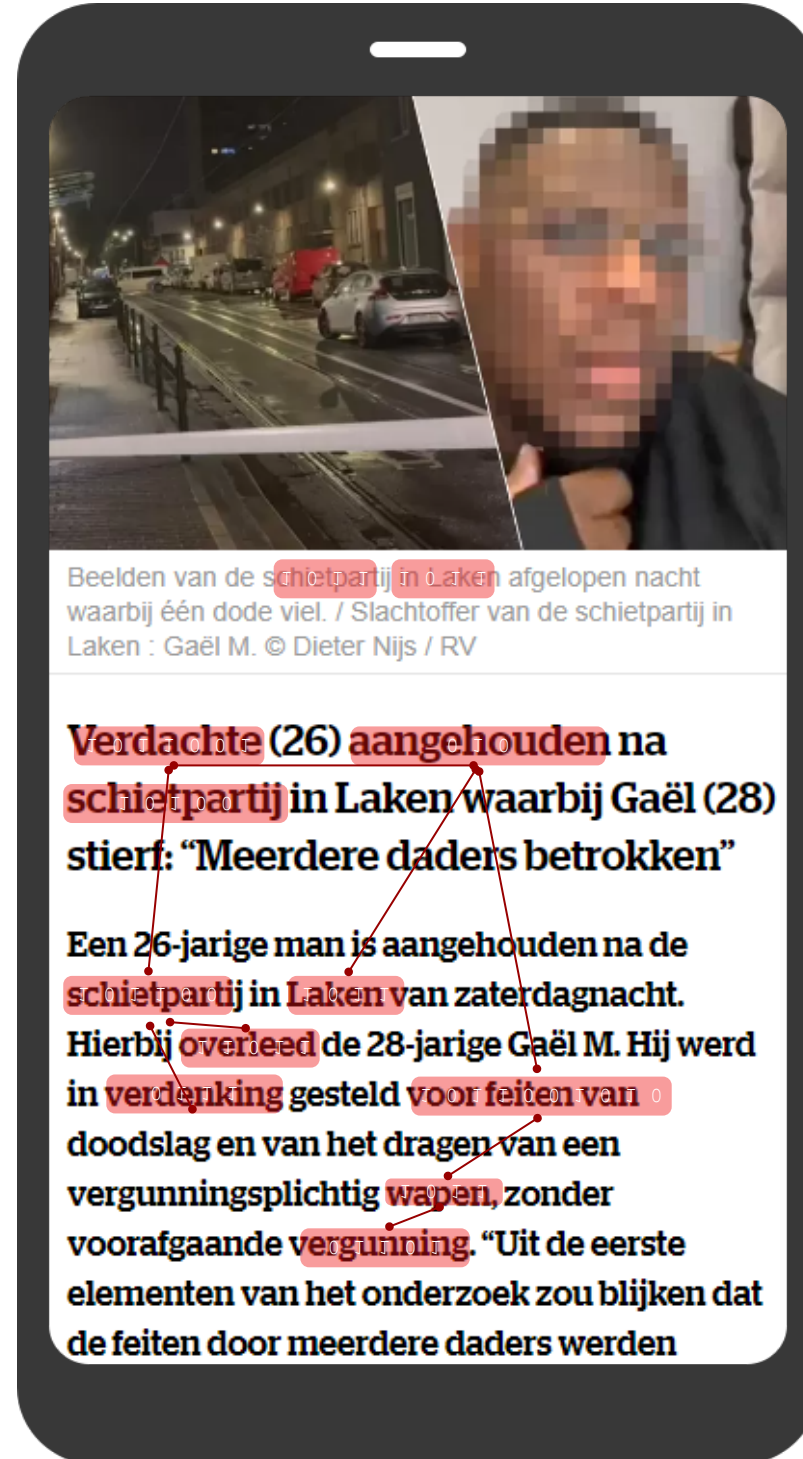 Beelden van de schietpartij in Laken afgelopen nacht
waarbij één dode viel. / Slachtoffer van de schietpartij in
Laken : Gaël M. © Dieter Nijs / RV
Verdachte (26) aangehouden na
schietpartij in Laken waarbij Gaël (28)
stierf: “Meerdere daders betrokken”
Een 26-jarige man is aangehouden na de
schietpartij in Laken van zaterdagnacht.
Hierbij overleed de 28-jarige Gaël M. Hij werd
in verdenking gesteld voor feiten van
doodslag en van het dragen van een
vergunningsplichtig wapen, zonder
voorafgaande vergunning. “Uit de eerste
elementen van het onderzoek zou blijken dat
de feiten door meerdere daders werden